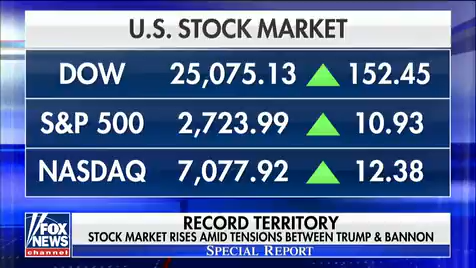 U.S. STOCK MARKET
DOW 25,075.13 152.45
S&P 500 2,723.99 10.93
NASDAQ 7,077.92 12.38
FOX
NEWS
channel
RECORD TERRITORY
STOCK MARKET RISES AMID TENSIONS BETWEEN TRUMP & BANNON
SPECIAL REPORT